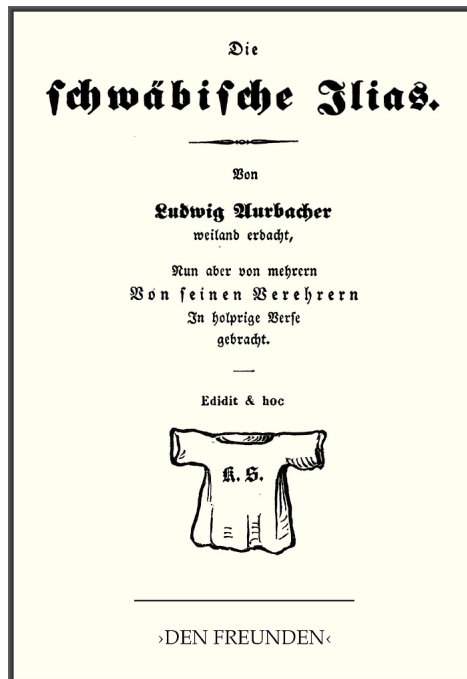 Die
schwäbische Ilias.
Von
Ludwig Aurbacher
weiland erdacht,
Nun aber von mehrern
Von seinen Verehrern
In holprige Verse
gebracht.
Edidit & hoc
K. S.
›DEN FREUNDEN‹